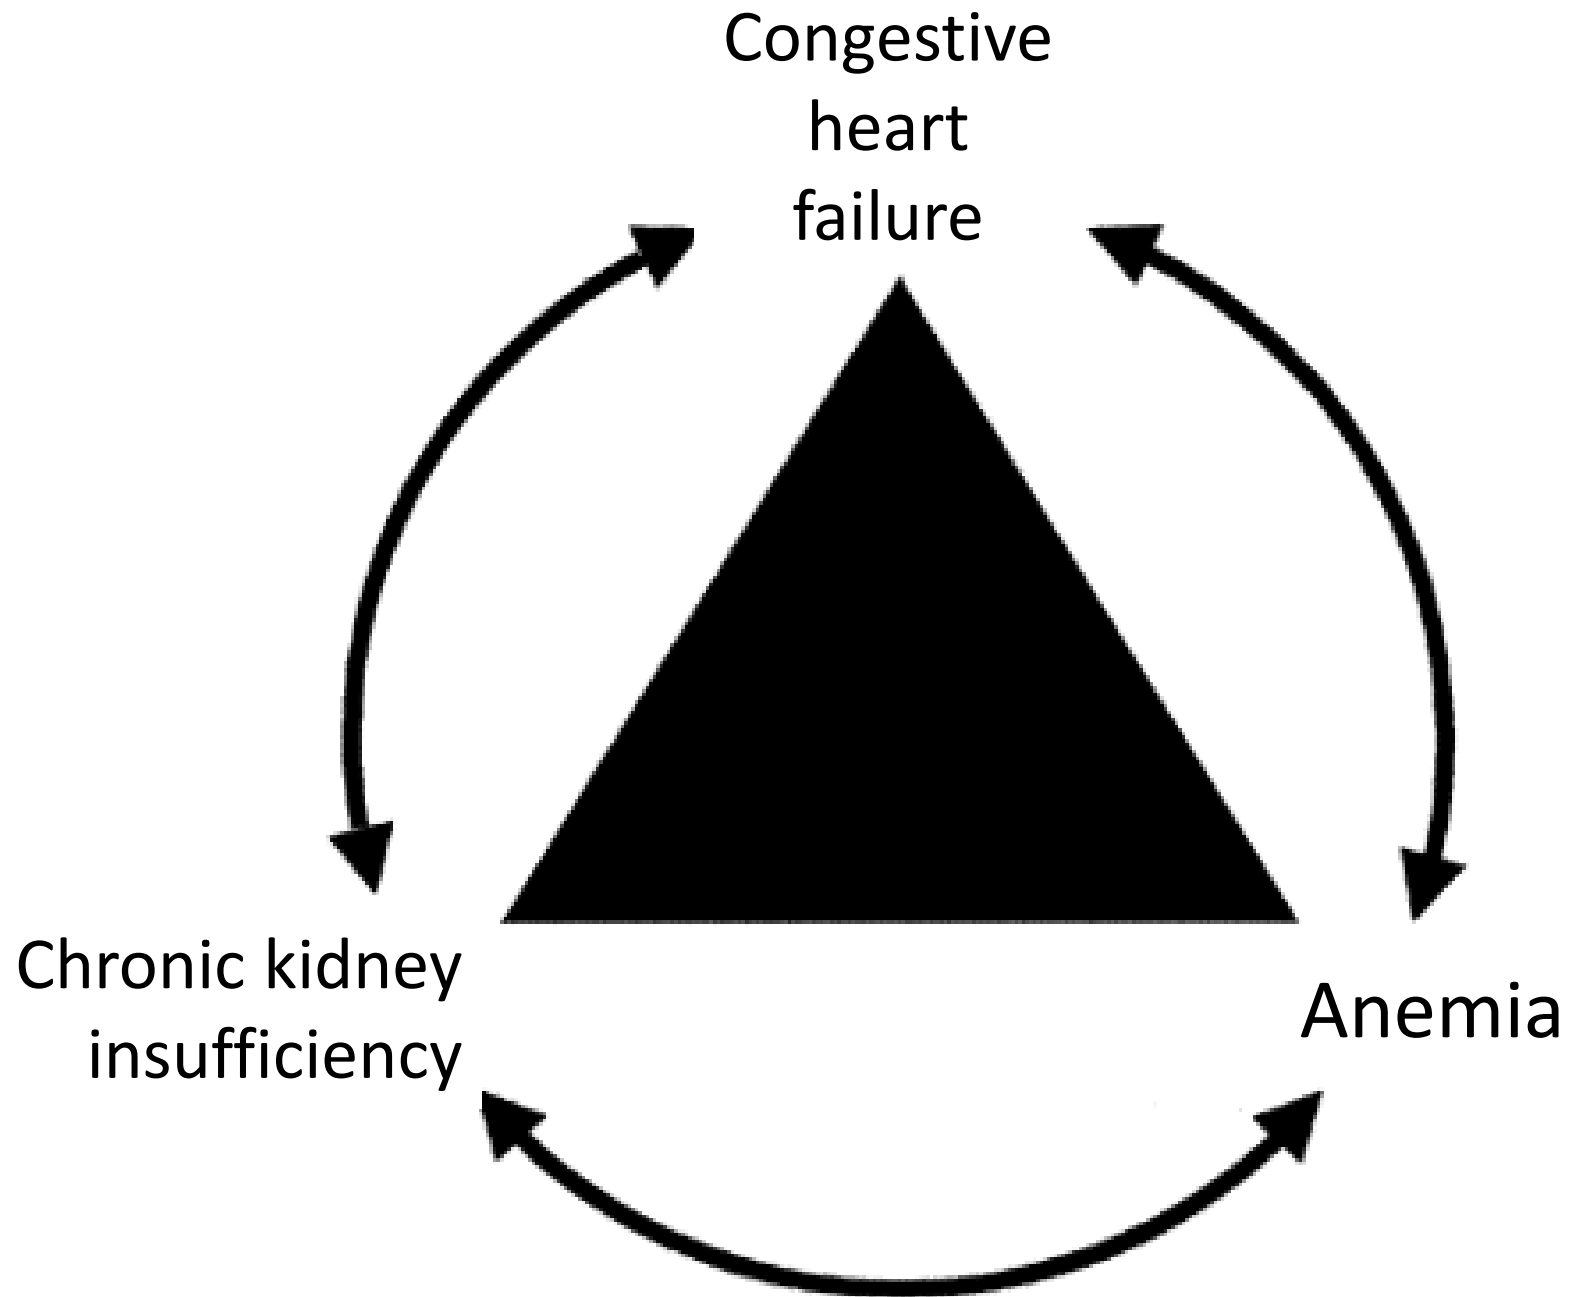 Congestive
heart
failure
Chronic kidney
insufficiency
Anemia